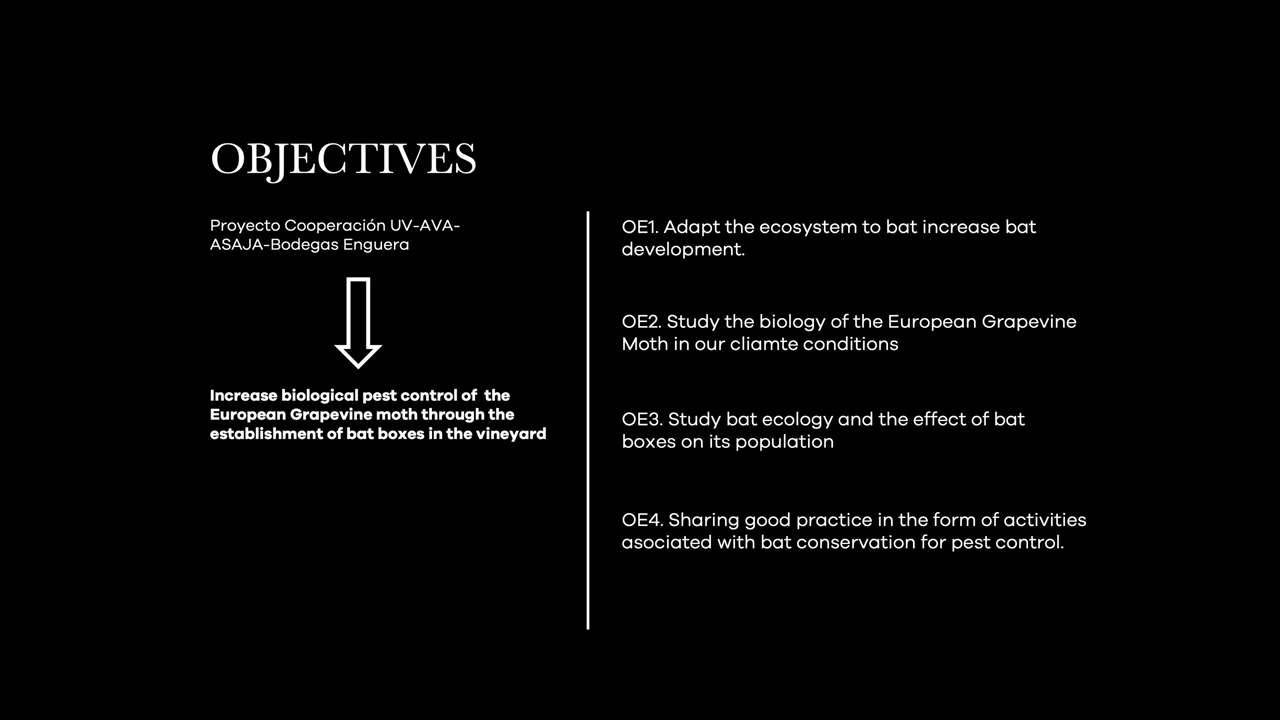 OBJECTIVES
Proyecto Cooperación UV-AVA-
ASAJA-Bodegas Enguera
Increase biological pest control of  the
European Grapevine moth through the
establishment of bat boxes in the vineyard
OE1. Adapt the ecosystem to bat increase bat
development.
OE2. Study the biology of the European Grapevine
Moth in our cliamte conditions
OE3. Study bat ecology and the effect of bat
boxes on its population
OE4. Sharing good practice in the form of activities
asociated with bat conservation for pest control.